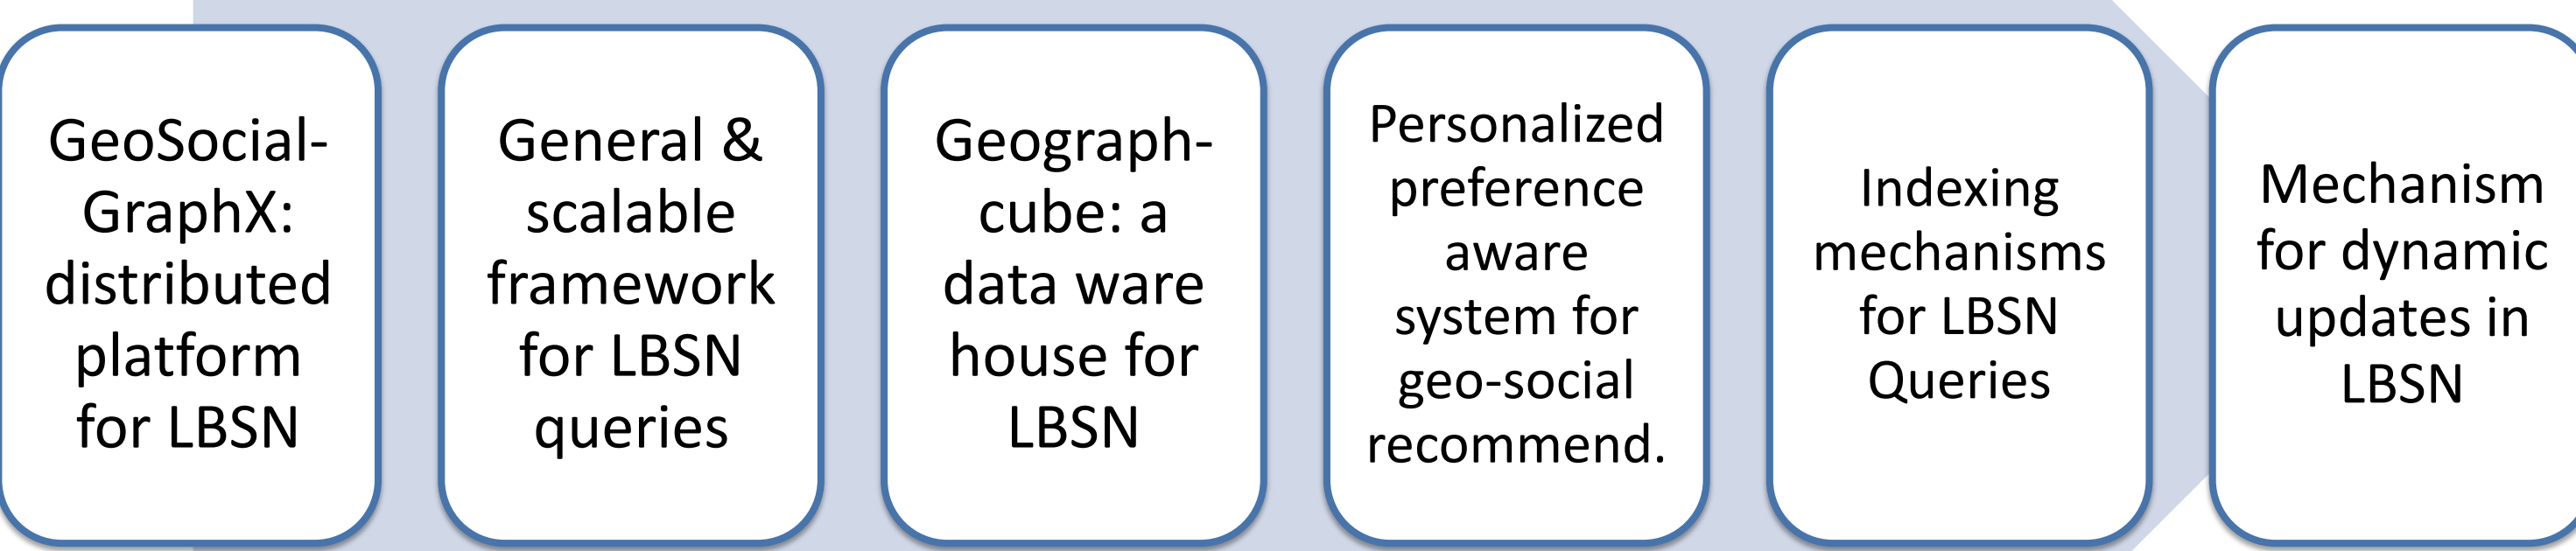 GeoSocial-
GraphX:
distributed
platform
for LBSN
General &
scalable
framework
for LBSN
queries
Geograph-
cube: a
data ware
house for
LBSN
Personalized
preference
aware
system for
geo-social
recommend.
Indexing
mechanisms
for LBSN
Queries
Mechanism
for dynamic
updates in
LBSN